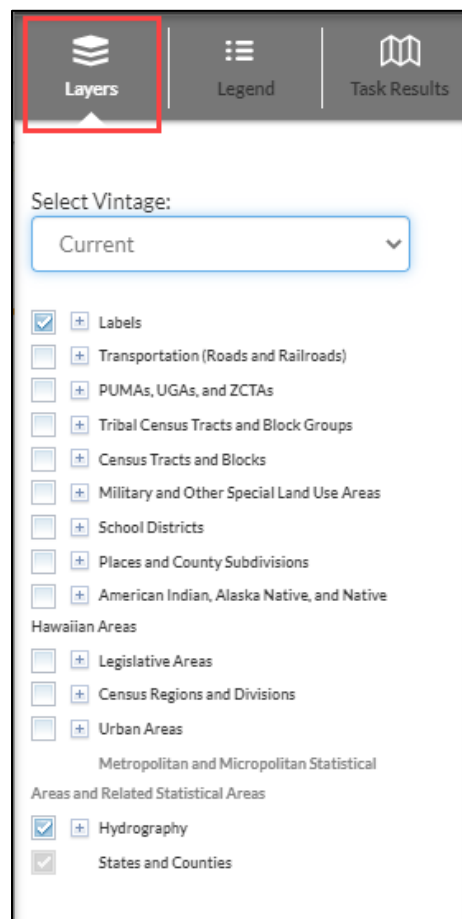 Layers
Legend
Task Results
Select Vintage:
Current
Labels
Transportation (Roads and Railroads)
PUMAs, UGAs, and ZCTAs
Tribal Census Tracts and Block Groups
Census Tracts and Blocks
Military and Other Special Land Use Areas
School Districts
Places and County Subdivisions
American Indian, Alaska Native, and Native
Hawaiian Areas
Legislative Areas
Census Regions and Divisions
Urban Areas
Metropolitan and Micropolitan Statistical
Areas and Related Statistical Areas
Hydrography
States and Counties